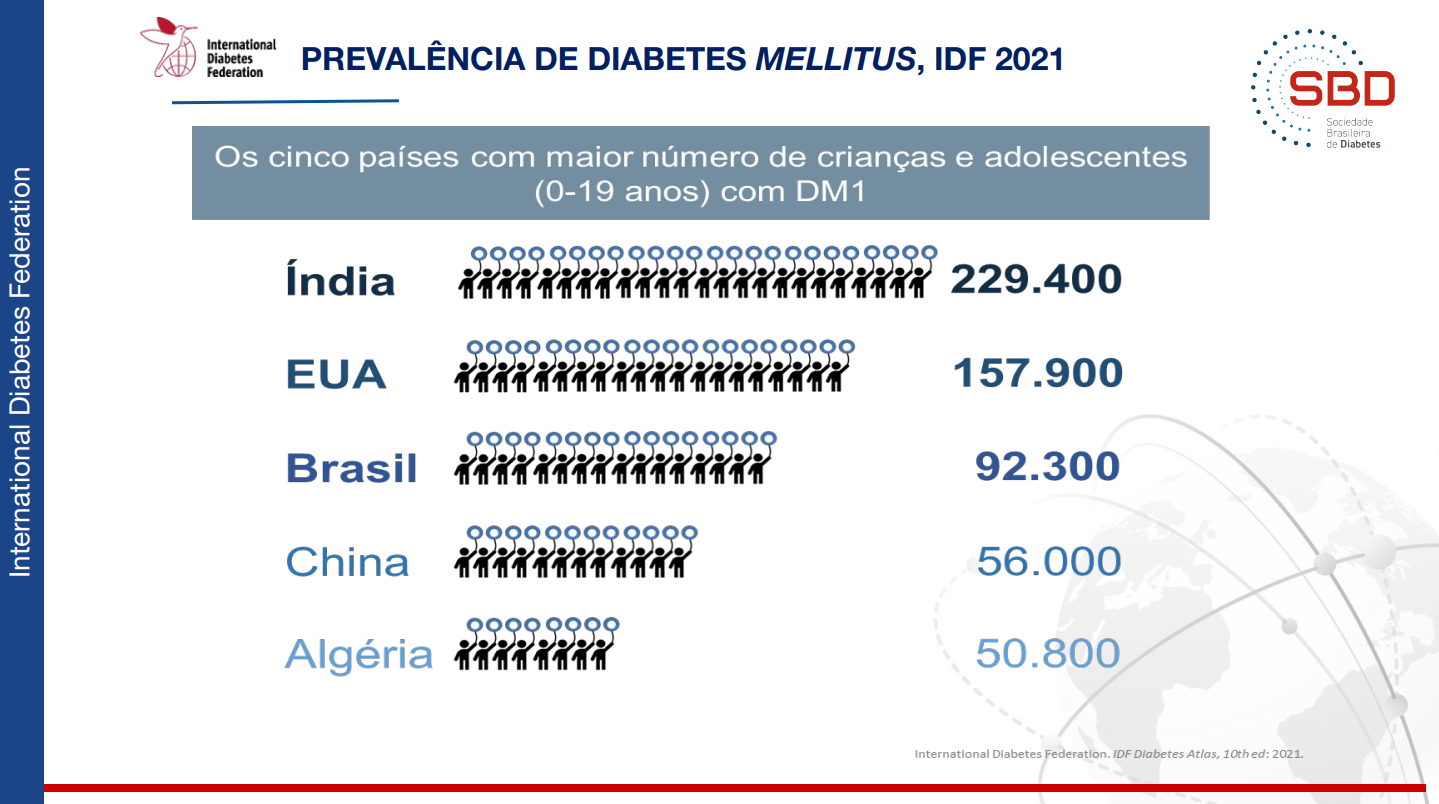 International
Diabetes
Federation
PREVALÊNCIA DE DIABETES MELLITUS, IDF 2021
SBD
Sociedade
Brasileira
de Diabetes
International Diabetes Federation
Os cinco países com maior número de crianças e adolescentes
(0-19 anos) com DM1
Índia 229.400
EUA 157.900
Brasil 92.300
China 56.000
Algéria 50.800
International Diabetes Federation. IDF Diabetes Atlas, 10th ed: 2021.